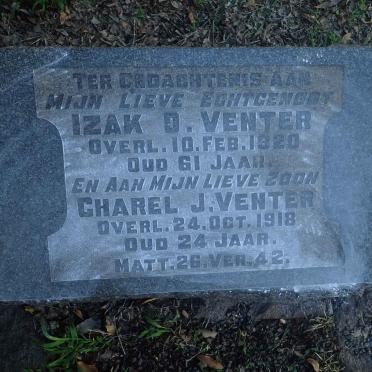 TER GEDACHTENIS AAN
MIJN LIEVE ECHTGENOOT
IZAK D. VENTER
OVERL. 10. FEB. 1920
OUD 61 JAAR.
EN AAN MIJN LIEVE ZOON
CHAREL J. VENTER
OVERL. 24. OCT. 1918
OUD 24 JAAR.
MATT. 26. VER. 42.